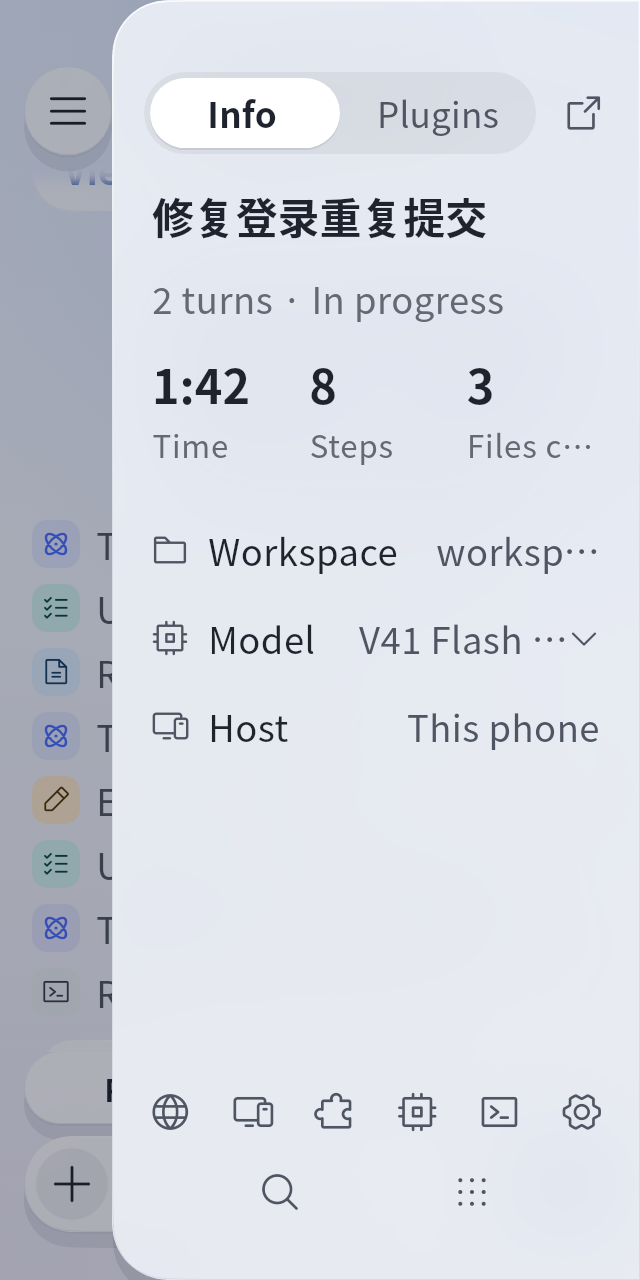 Info
Plugins
修复登录重复提交
2 turns · In progress
1:42
8
3
Time
Steps
Files c…
Workspace
worksp…
Model
V41 Flash …
Host
This phone